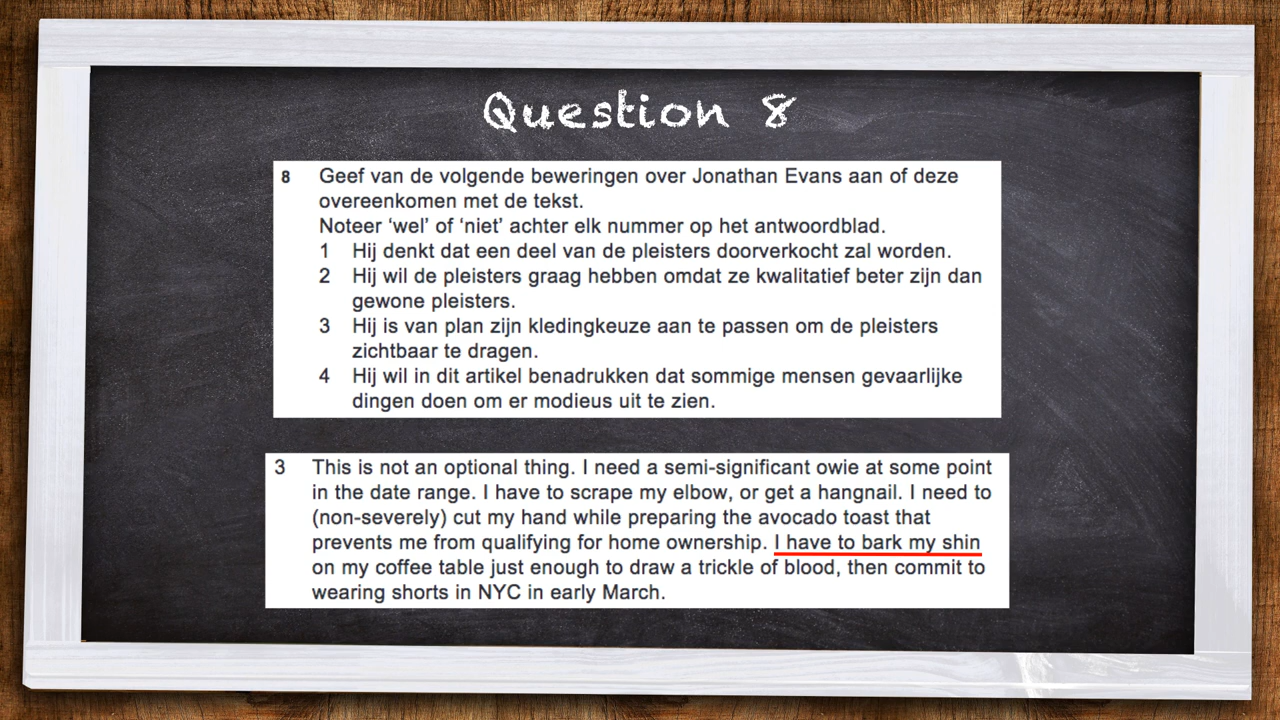 Question 8
8 Geef van de volgende beweringen over Jonathan Evans aan of deze
overeenkomen met de tekst.
Noteer ‘wel’ of ‘niet’ achter elk nummer op het antwoordblad.
1 Hij denkt dat een deel van de pleisters doorverkocht zal worden.
2 Hij wil de pleisters graag hebben omdat ze kwalitatief beter zijn dan
gewone pleisters.
3 Hij is van plan zijn kledingkeuze aan te passen om de pleisters
zichtbaar te dragen.
4 Hij wil in dit artikel benadrukken dat sommige mensen gevaarlijke
dingen doen om er modieus uit te zien.
3 This is not an optional thing. I need a semi-significant owie at some point
in the date range. I have to scrape my elbow, or get a hangnail. I need to
(non-severely) cut my hand while preparing the avocado toast that
prevents me from qualifying for home ownership. I have to bark my shin
on my coffee table just enough to draw a trickle of blood, then commit to
wearing shorts in NYC in early March.